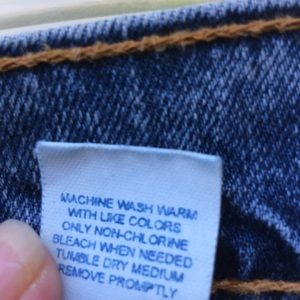 MACHINE WASH WARM
WITH LIKE COLORS
ONLY NON-CHLORINE
BLEACH WHEN NEEDED
TUMBLE DRY MEDIUM
REMOVE PROMPTLY